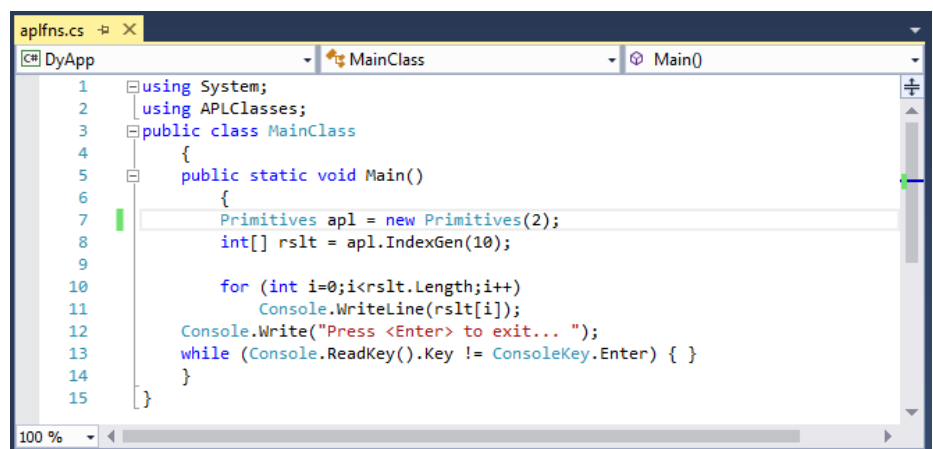 aplfns.cs
C# DyApp MainClass Main()
1 using System;
2 using APLClasses;
3 public class MainClass
4 {
5 public static void Main()
6 {
7 Primitives apl = new Primitives(2);
8 int[] rslt = apl.IndexGen(10);
9
10 for (int i=0;i<rslt.Length;i++)
11 Console.WriteLine(rslt[i]);
12 Console.Write("Press <Enter> to exit... ");
13 while (Console.ReadKey().Key != ConsoleKey.Enter) { }
14 }
15 }
100 %